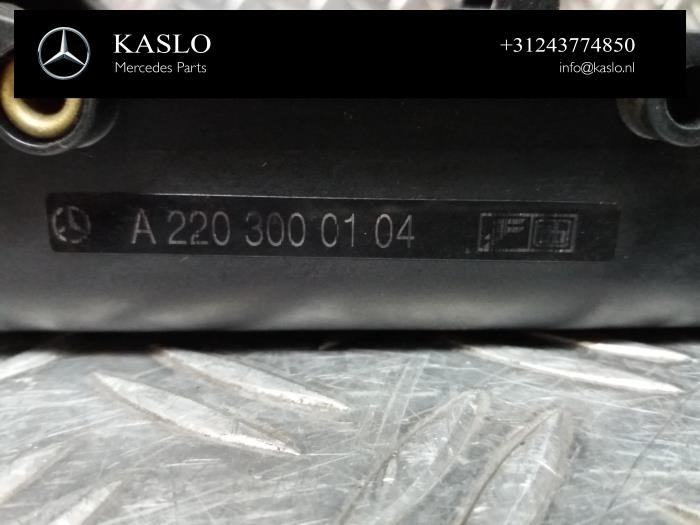 KASLO
Mercedes Parts
+31243774850
info@kaslo.nl
A 220 300 01 04